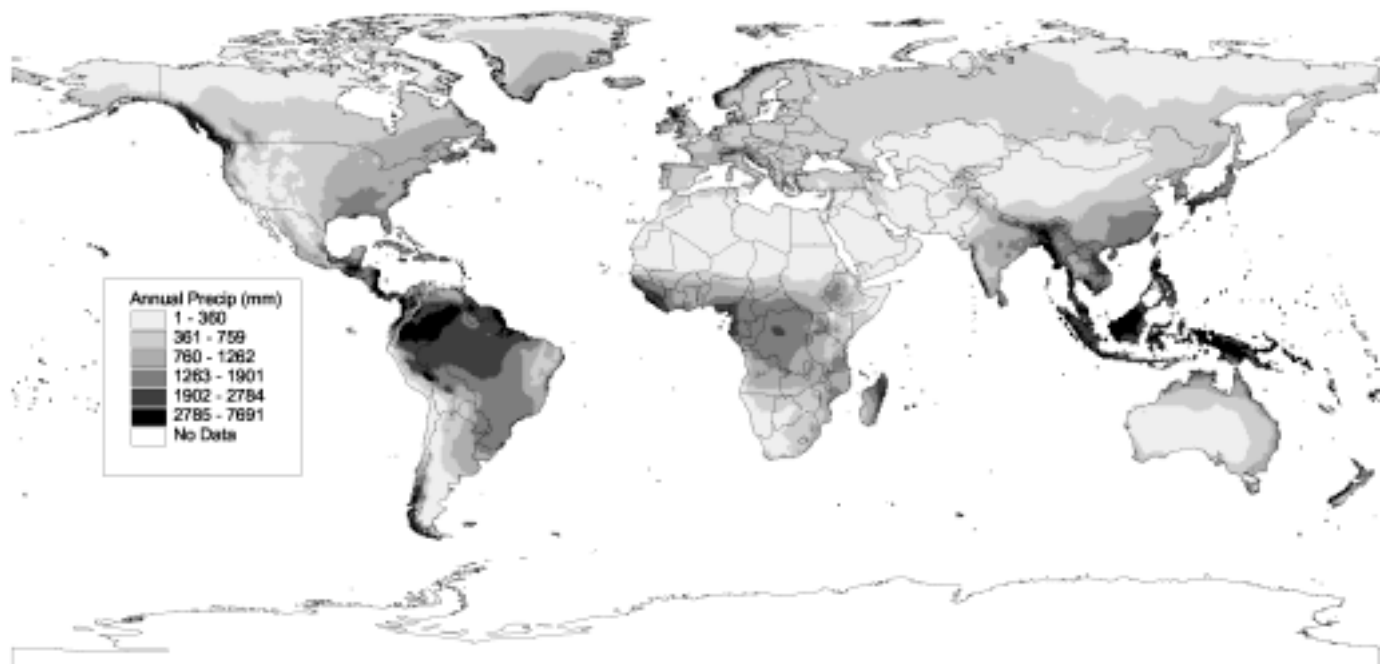 Annual Precip (mm)
1 - 360
361 - 759
760 - 1262
1263 - 1901
1902 - 2784
2785 - 7691
No Data